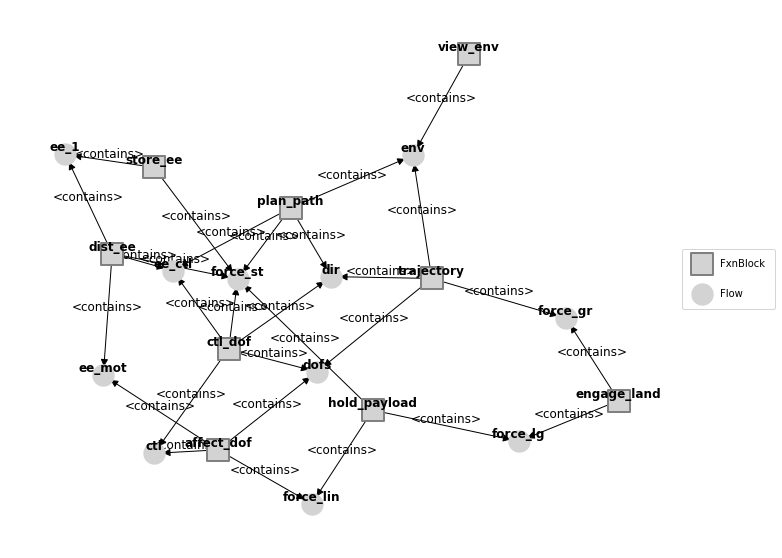 view_env
<contains>
ee_1
<contains>
store_ee
env
<contains>
<contains>
plan_path
<contains>
<contains>
<contains>
<contains>
<contains>
dist_ee
<contains>
<contains>
ee_ctl
force_st
dir
<contains>
trajectory
FxnBlock
Flow
<contains>
<contains>
<contains>
<contains>
<contains>
force_gr
<contains>
<contains>
ctl_dof
<contains>
<contains>
<contains>
ee_mot
dofs
<contains>
<contains>
<contains>
hold_payload
engage_land
<contains>
<contains>
ctl
<contains>
affect_dof
force_lg
<contains>
<contains>
force_lin